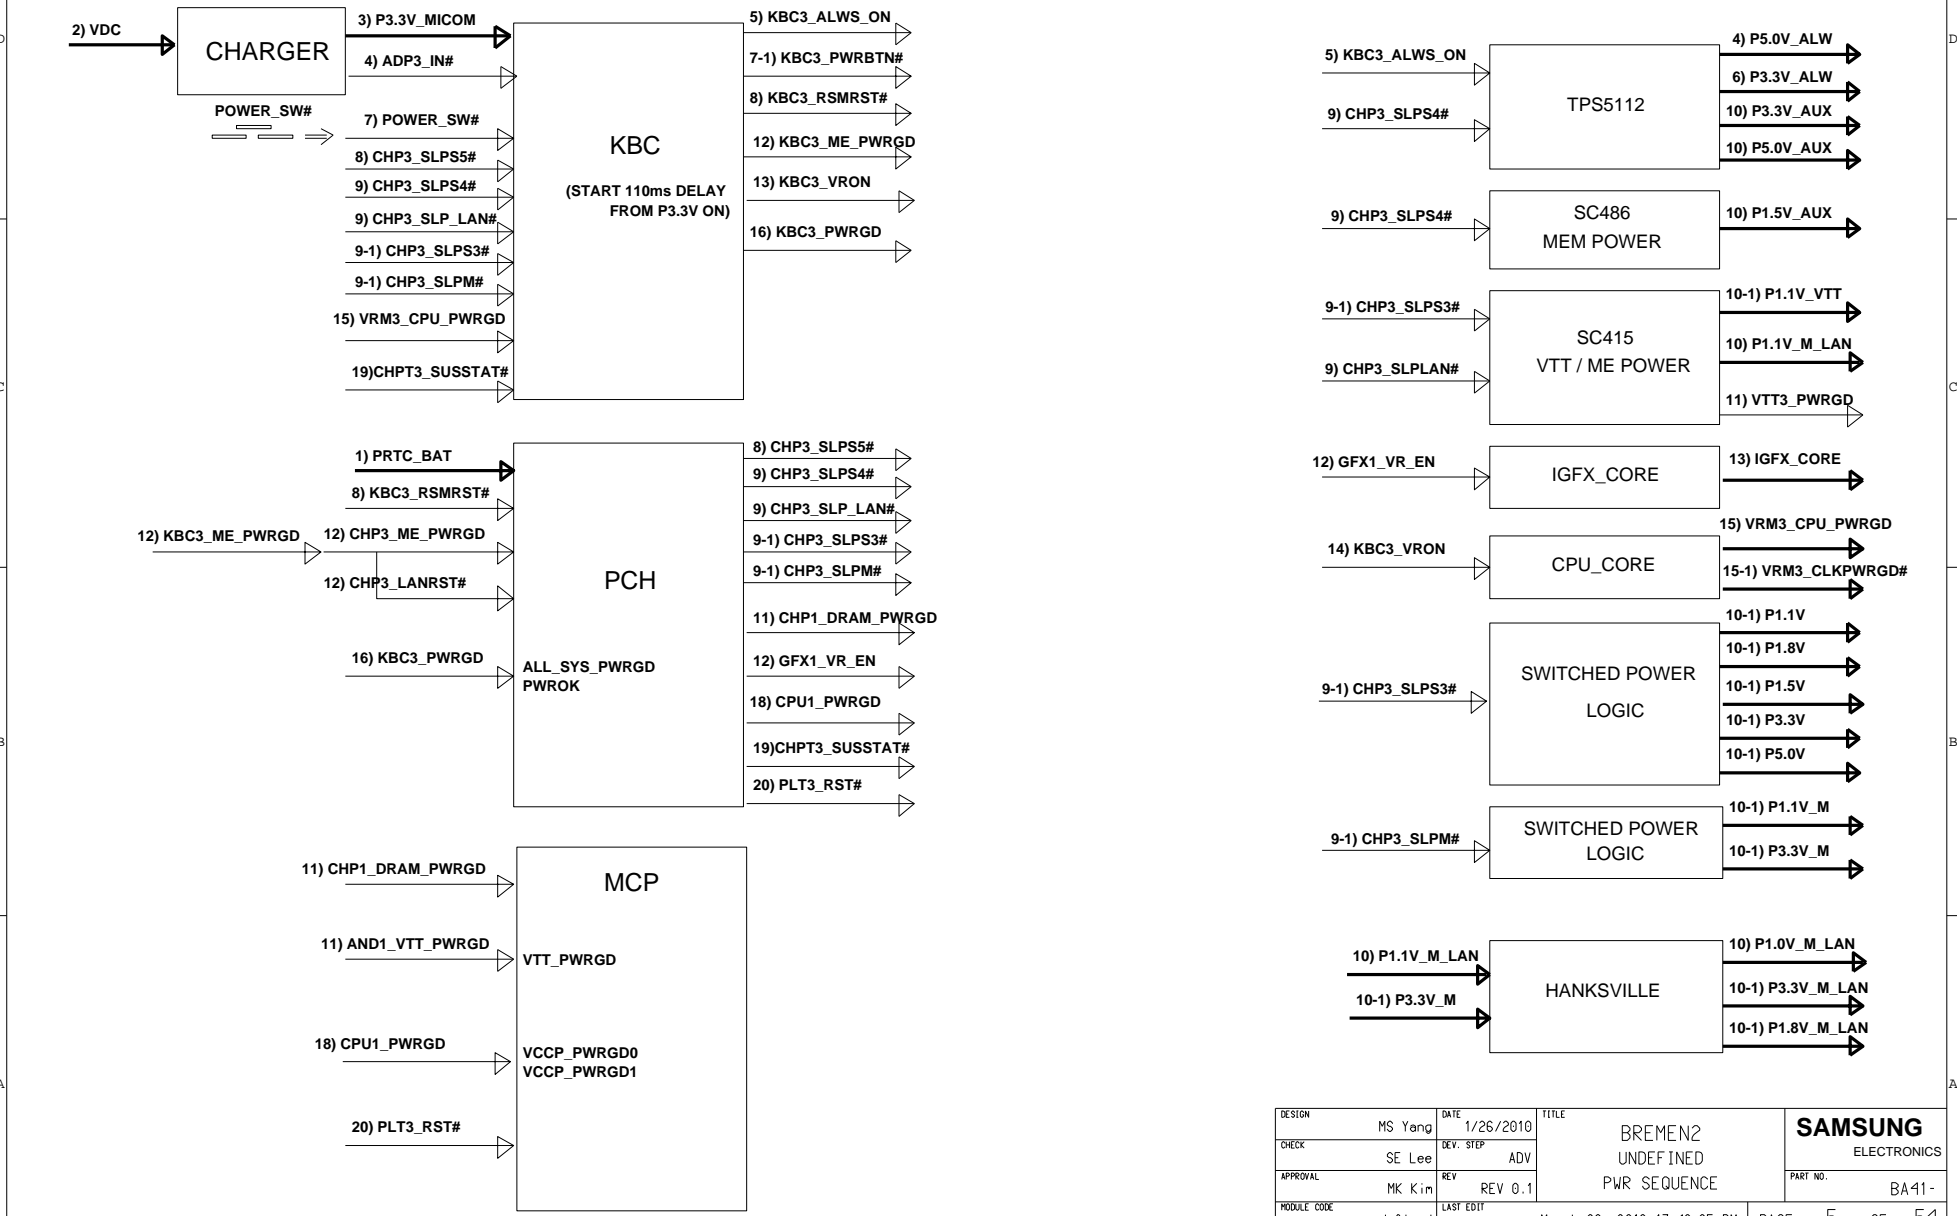 2) VDC
CHARGER
3) P3.3V_MICOM
4) ADP3_IN#
POWER_SW#
7) POWER_SW#
8) CHP3_SLPS5#
9) CHP3_SLPS4#
9) CHP3_SLP_LAN#
9-1) CHP3_SLPS3#
9-1) CHP3_SLPM#
15) VRM3_CPU_PWRGD
19)CHPT3_SUSSTAT#
KBC
(START 110ms DELAY
FROM P3.3V ON)
5) KBC3_ALWS_ON
7-1) KBC3_PWRBTN#
8) KBC3_RSMRST#
12) KBC3_ME_PWRGD
13) KBC3_VRON
16) KBC3_PWRGD
1) PRTC_BAT
8) KBC3_RSMRST#
12) KBC3_ME_PWRGD
12) CHP3_ME_PWRGD
12) CHP3_LANRST#
16) KBC3_PWRGD
PCH
ALL_SYS_PWRGD
PWROK
8) CHP3_SLPS5#
9) CHP3_SLPS4#
9) CHP3_SLP_LAN#
9-1) CHP3_SLPS3#
9-1) CHP3_SLPM#
11) CHP1_DRAM_PWRGD
12) GFX1_VR_EN
18) CPU1_PWRGD
19)CHPT3_SUSSTAT#
20) PLT3_RST#
11) CHP1_DRAM_PWRGD
11) AND1_VTT_PWRGD
18) CPU1_PWRGD
20) PLT3_RST#
MCP
VTT_PWRGD
VCCP_PWRGD0
VCCP_PWRGD1
5) KBC3_ALWS_ON
9) CHP3_SLPS4#
TPS5112
4) P5.0V_ALW
6) P3.3V_ALW
10) P3.3V_AUX
10) P5.0V_AUX
9) CHP3_SLPS4#
SC486
MEM POWER
10) P1.5V_AUX
9-1) CHP3_SLPS3#
9) CHP3_SLPLAN#
SC415
VTT / ME POWER
10-1) P1.1V_VTT
10) P1.1V_M_LAN
11) VTT3_PWRGD
12) GFX1_VR_EN
IGFX_CORE
13) IGFX_CORE
14) KBC3_VRON
CPU_CORE
15) VRM3_CPU_PWRGD
15-1) VRM3_CLKPWRGD#
9-1) CHP3_SLPS3#
SWITCHED POWER
LOGIC
10-1) P1.1V
10-1) P1.8V
10-1) P1.5V
10-1) P3.3V
10-1) P5.0V
9-1) CHP3_SLPM#
SWITCHED POWER
LOGIC
10-1) P1.1V_M
10-1) P3.3V_M
10) P1.1V_M_LAN
10-1) P3.3V_M
HANKSVILLE
10) P1.0V_M_LAN
10-1) P3.3V_M_LAN
10-1) P1.8V_M_LAN
D
C
B
A
DESIGN
MS Yang
DATE
1/26/2010
TITLE
BREMEN2
UNDEFINED
PWR SEQUENCE
SAMSUNG
ELECTRONICS
CHECK
SE Lee
DEV. STEP
ADV
APPROVAL
MK Kim
REV
REV 0.1
PART NO.
BA41-
MODULE CODE
LAST EDIT